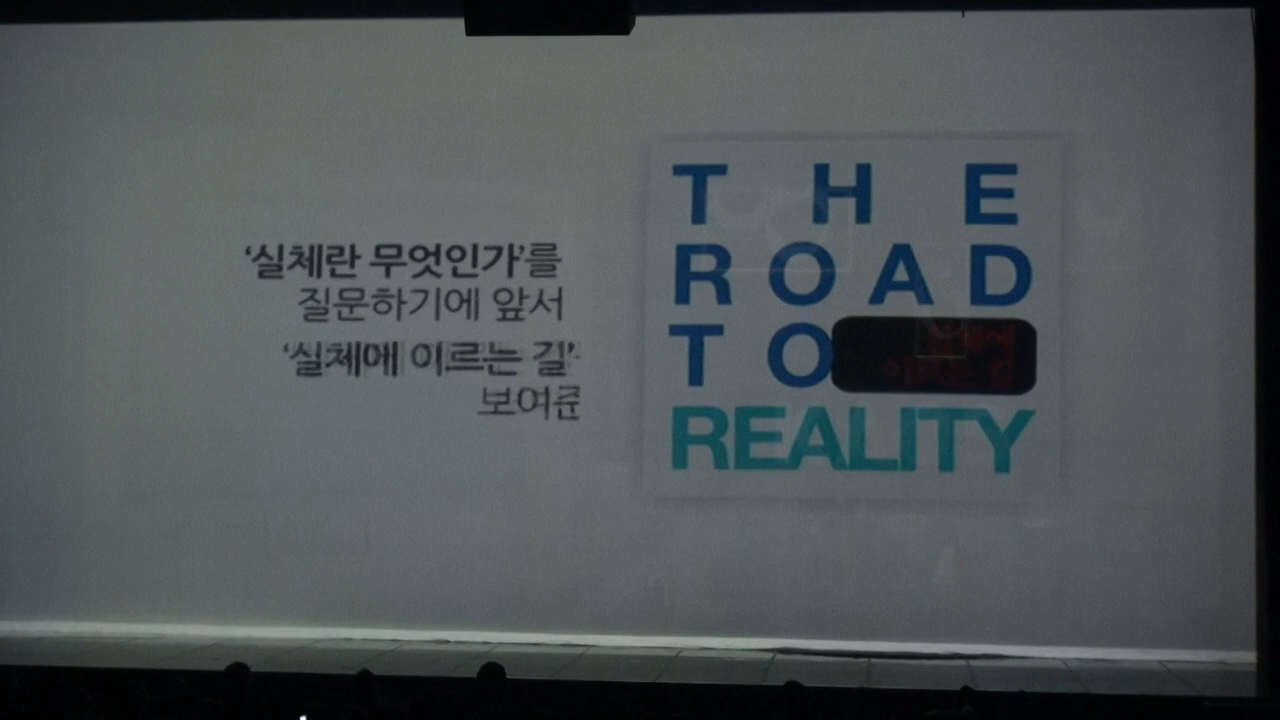 ‘실체란 무엇인가’를
질문하기에 앞서
‘실체에 이르는 길’
보여준
THE
ROAD
TO
REALITY